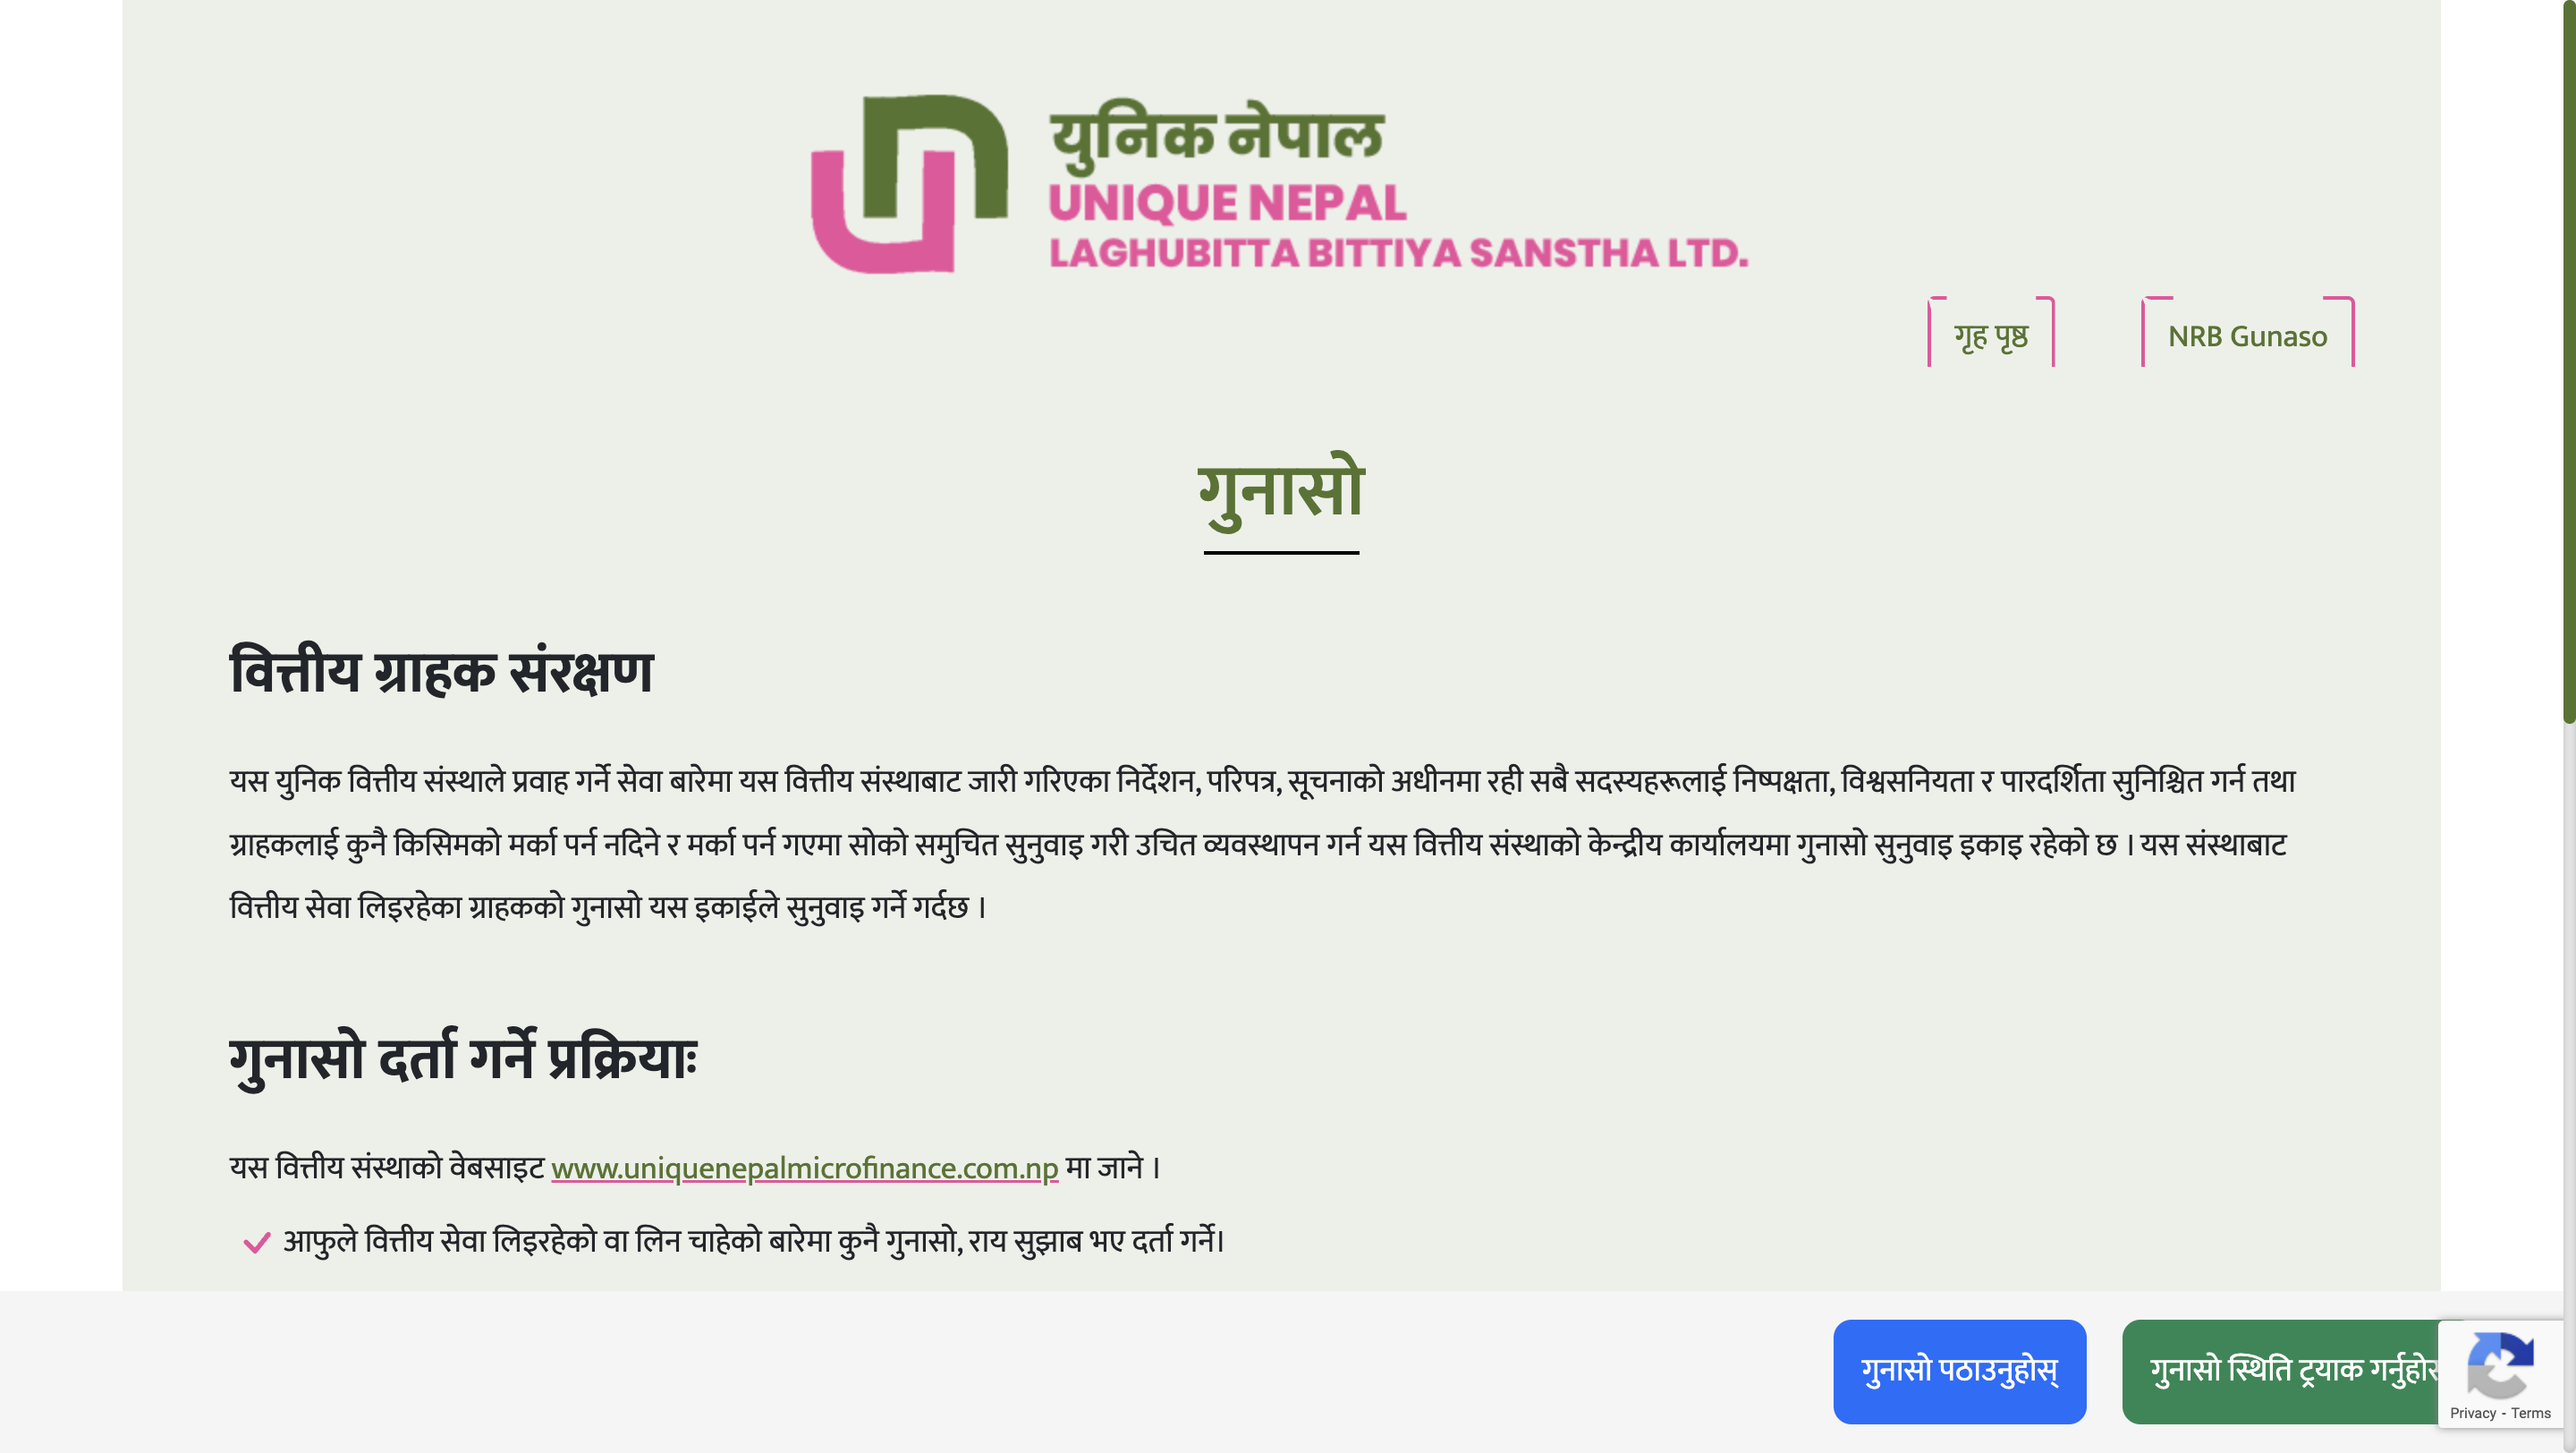 युनिक नेपाल
UNIQUE NEPAL
LAGHUBITTA BITTIYA SANSTHA LTD.
गृह पृष्ठ NRB Gunaso
गुनासो
वित्तीय ग्राहक संरक्षण
यस युनिक वित्तीय संस्थाले प्रवाह गर्ने सेवा बारेमा यस वित्तीय संस्थाबाट जारी गरिएका निर्देशन, परिपत्र, सूचनाको अधीनमा रही सबै सदस्यहरूलाई निष्पक्षता, विश्वसनियता र पारदर्शिता सुनिश्चित गर्न तथा
ग्राहकलाई कुनै किसिमको मर्का पर्न नदिने र मर्का पर्न गएमा सोको समुचित सुनुवाइ गरी उचित व्यवस्थापन गर्न यस वित्तीय संस्थाको केन्द्रीय कार्यालयमा गुनासो सुनुवाइ इकाइ रहेको छ । यस संस्थाबाट
वित्तीय सेवा लिइरहेका ग्राहकको गुनासो यस इकाईले सुनुवाइ गर्ने गर्दछ ।
गुनासो दर्ता गर्ने प्रक्रियाः
यस वित्तीय संस्थाको वेबसाइट www.uniquenepalmicrofinance.com.np मा जाने ।
आफुले वित्तीय सेवा लिइरहेको वा लिन चाहेको बारेमा कुनै गुनासो, राय सुझाब भए दर्ता गर्ने।
गुनासो पठाउनुहोस् गुनासो स्थिति ट्रयाक
Privacy - Terms